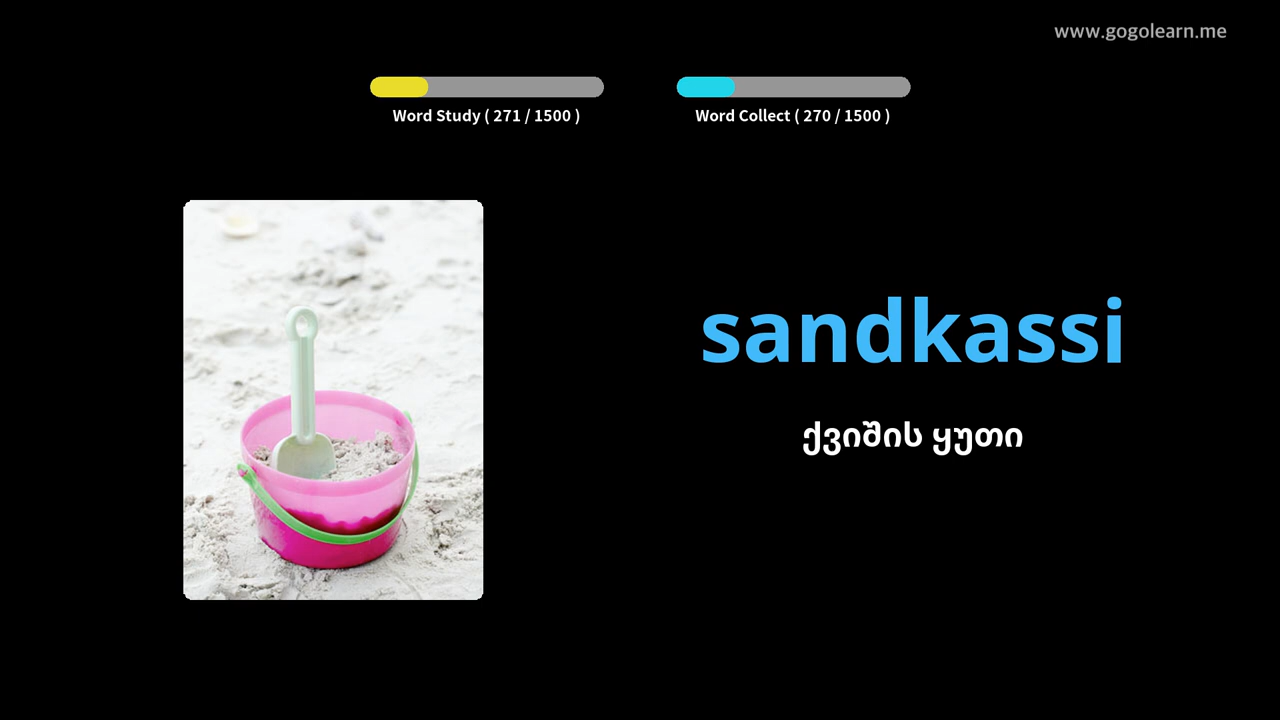 www.gogolearn.me
Word Study ( 271 / 1500 )
Word Collect ( 270 / 1500 )
sandkassi
ქვიშის ყუთი